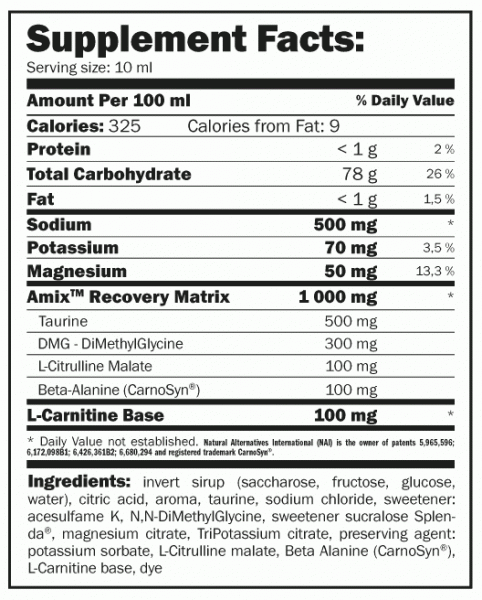 Supplement Facts:
Serving size: 10 ml
Amount Per 100 ml % Daily Value
Calories: 325 Calories from Fat: 9
Protein < 1 g 2 %
Total Carbohydrate 78 g 26 %
Fat < 1 g 1,5 %
Sodium 500 mg *
Potassium 70 mg 3,5 %
Magnesium 50 mg 13,3 %
Amix™ Recovery Matrix 1 000 mg *
Taurine 500 mg
DMG - DiMethylGlycine 300 mg
L-Citrulline Malate 100 mg
Beta-Alanine (CarnoSyn®) 100 mg
L-Carnitine Base 100 mg *
* Daily Value not established. Natural Alternatives International (NAI) is the owner of patents 5,965,596;
6,172,098B1; 6,426,361B2; 6,680,294 and registered trademark CarnoSyn®.
Ingredients: invert sirup (saccharose, fructose, glucose,
water), citric acid, aroma, taurine, sodium chloride, sweetener:
acesulfame K, N,N-DiMethylGlycine, sweetener sucralose Splen-
da®, magnesium citrate, TriPotassium citrate, preserving agent:
potassium sorbate, L-Citrulline malate, Beta Alanine (CarnoSyn®),
L-Carnitine base, dye